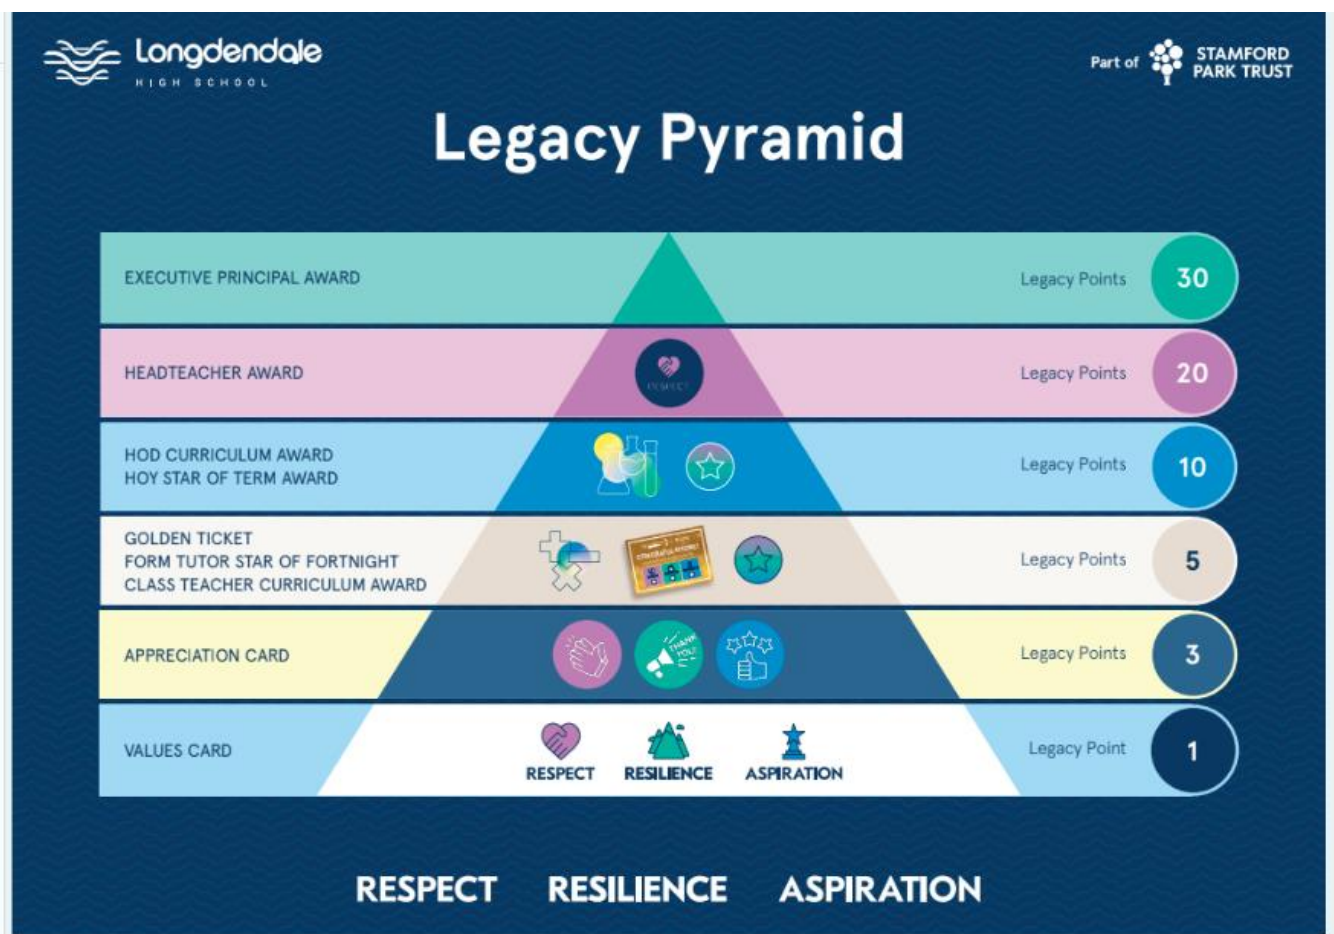 Longdendale
HIGH SCHOOL
Part of
STAMFORD
PARK TRUST
Legacy Pyramid
EXECUTIVE PRINCIPAL AWARD
Legacy Points
30
HEADTEACHER AWARD
RESPECT
Legacy Points
20
HOD CURRICULUM AWARD
HOY STAR OF TERM AWARD
Legacy Points
10
GOLDEN TICKET
FORM TUTOR STAR OF FORTNIGHT
CLASS TEACHER CURRICULUM AWARD
Legacy Points
5
APPRECIATION CARD
THANK
YOU!
Legacy Points
3
VALUES CARD
RESPECT
RESILIENCE
ASPIRATION
Legacy Point
1
RESPECT RESILIENCE ASPIRATION